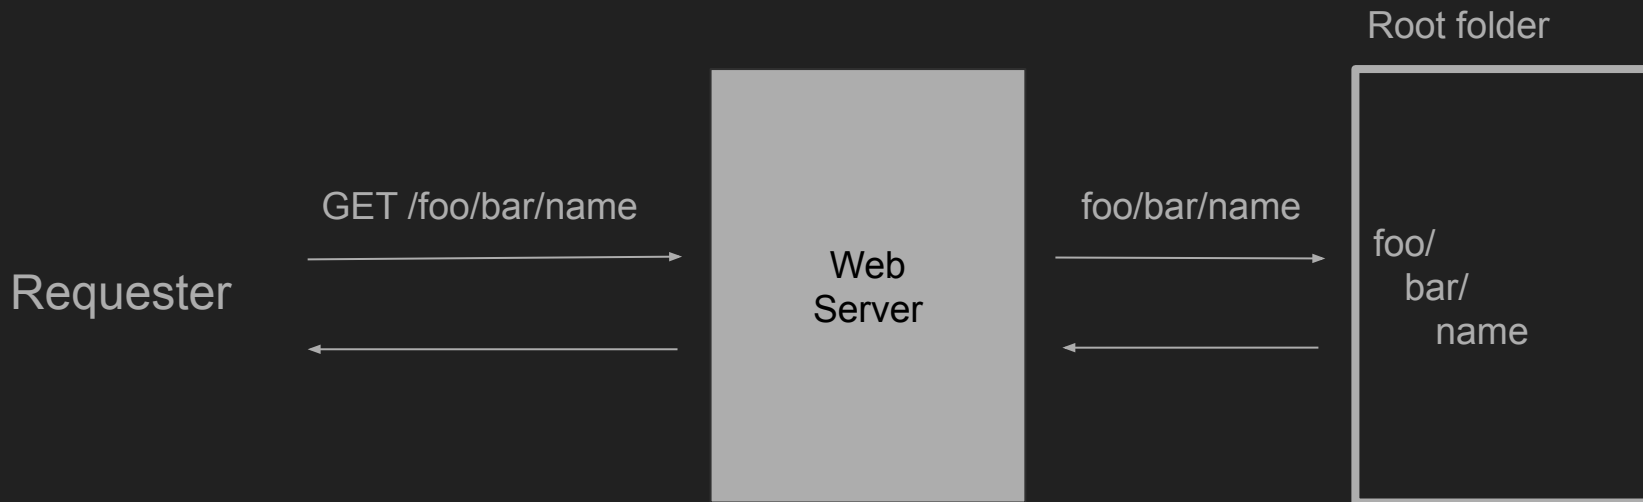 Root folder
GET /foo/bar/name
foo/bar/name
Requester
Web
Server
foo/
bar/
name